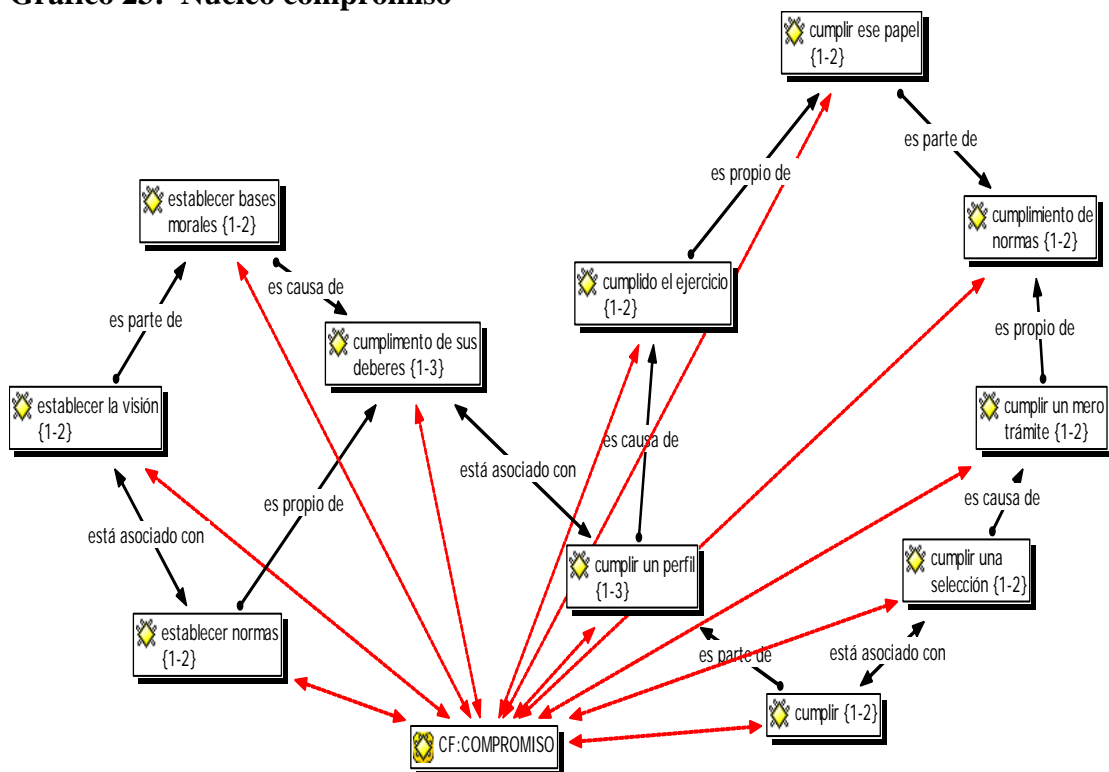 Gráfico 25: Núcleo compromiso
cumplir ese papel
{1-2}
es parte de
es propio de
establecer bases
morales {1-2}
cumplimiento de
normas {1-2}
es causa de
cumplido el ejercicio
{1-2}
es parte de
cumplimento de sus
deberes {1-3}
es propio de
establecer la visión
{1-2}
cumplir un mero
trámite {1-2}
es causa de
está asociado con
es propio de
es causa de
está asociado con
cumplir un perfil
{1-3}
cumplir una
selección {1-2}
establecer normas
{1-2}
es parte de
está asociado con
cumplir {1-2}
CF:COMPROMISO